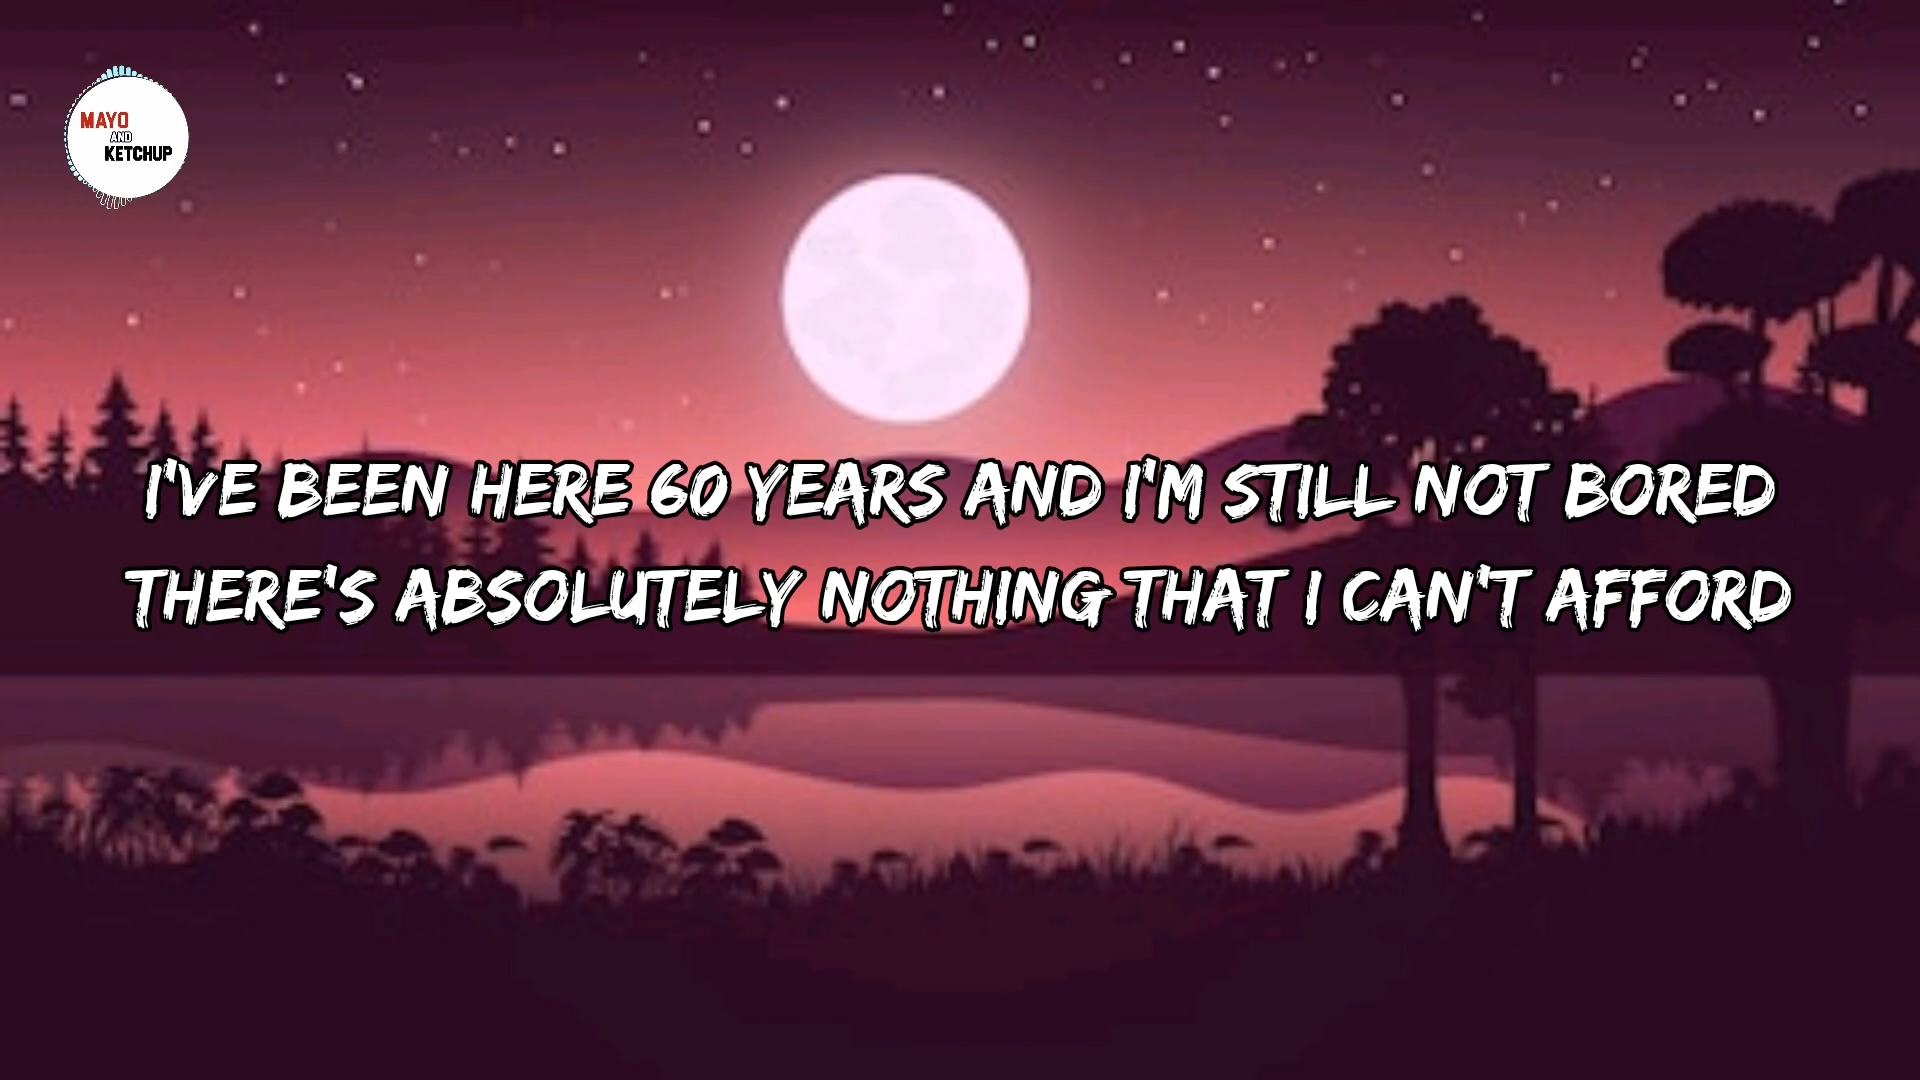 MAYO
AND
KETCHUP
I'VE BEEN HERE 60 YEARS AND I'M STILL NOT BORED
THERE'S ABSOLUTELY NOTHING THAT I CAN'T AFFORD